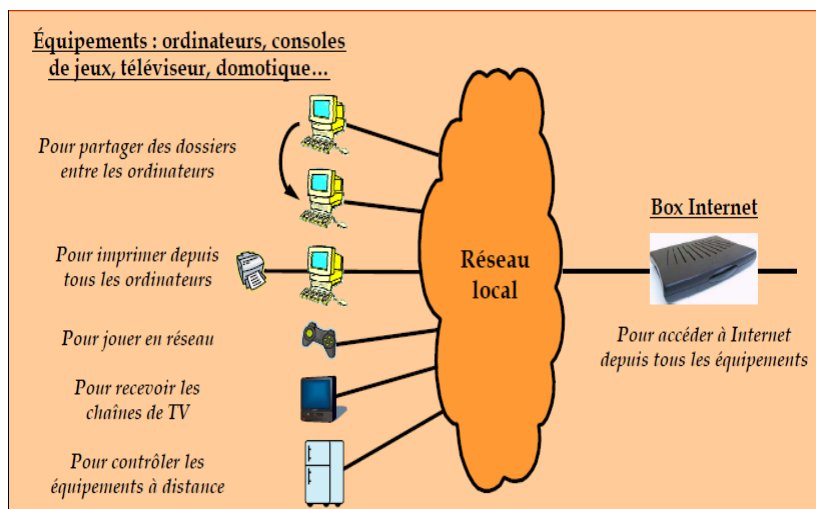 Équipements : ordinateurs, consoles
de jeux, téléviseur, domotique…
Pour partager des dossiers
entre les ordinateurs
Pour imprimer depuis
tous les ordinateurs
Pour jouer en réseau
Pour recevoir les
chaînes de TV
Pour contrôler les
équipements à distance
Réseau
local
Box Internet
Pour accéder à Internet
depuis tous les équipements